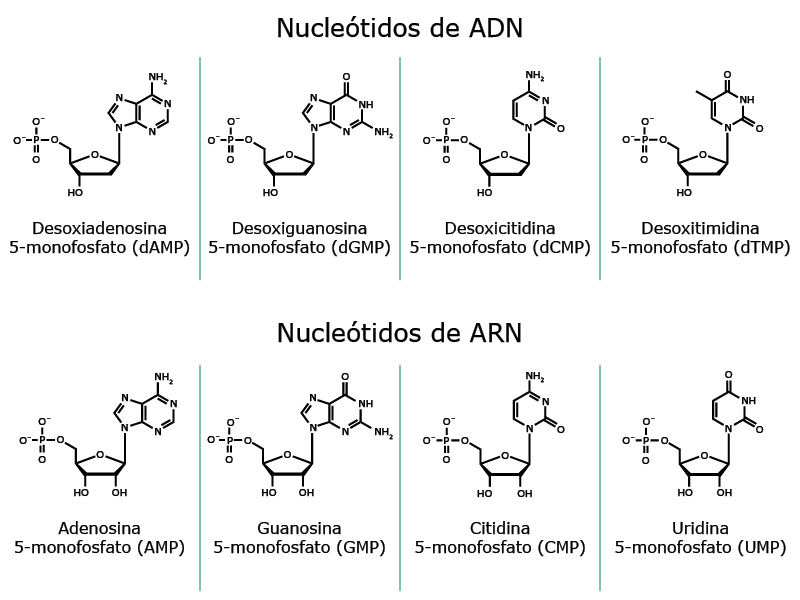 Nucleótidos de ADN
NH2
N
N
N
N
O-
O-
P
O
O
O
HO
Desoxiadenosina
5-monofosfato (dAMP)
O
N
NH
N
N
NH2
O-
O-
P
O
O
O
HO
Desoxiguanosina
5-monofosfato (dGMP)
NH2
N
N
O
O-
O-
P
O
O
O
HO
Desoxicitidina
5-monofosfato (dCMP)
O
NH
N
O
O-
O-
P
O
O
O
HO
Desoxitimidina
5-monofosfato (dTMP)
Nucleótidos de ARN
NH2
N
N
N
N
O-
O-
P
O
O
O
HO
OH
Adenosina
5-monofosfato (AMP)
O
N
NH
N
N
NH2
O-
O-
P
O
O
O
HO
OH
Guanosina
5-monofosfato (GMP)
NH2
N
N
O
O-
O-
P
O
O
O
HO
OH
Citidina
5-monofosfato (CMP)
O
NH
N
O
O-
O-
P
O
O
O
HO
OH
Uridina
5-monofosfato (UMP)